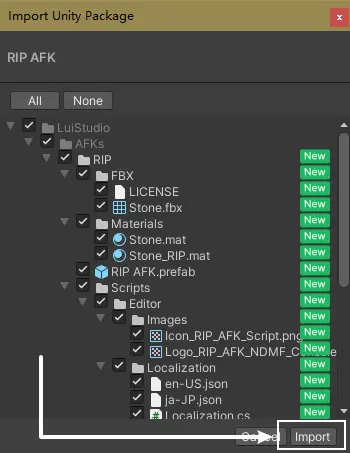 Import Unity Package
x
RIP AFK
All None
LuiStudio
AFKs
RIP New
FBX New
LICENSE New
Stone.fbx New
Materials New
Stone.mat New
Stone_RIP.mat New
RIP AFK.prefab New
Scripts New
Editor New
Images New
Icon_RIP_AFK_Script.png New
Logo_RIP_AFK_NDMF_Console New
Localization New
en-US.json New
ja-JP.json New
Localization.cs New
Cancel Import